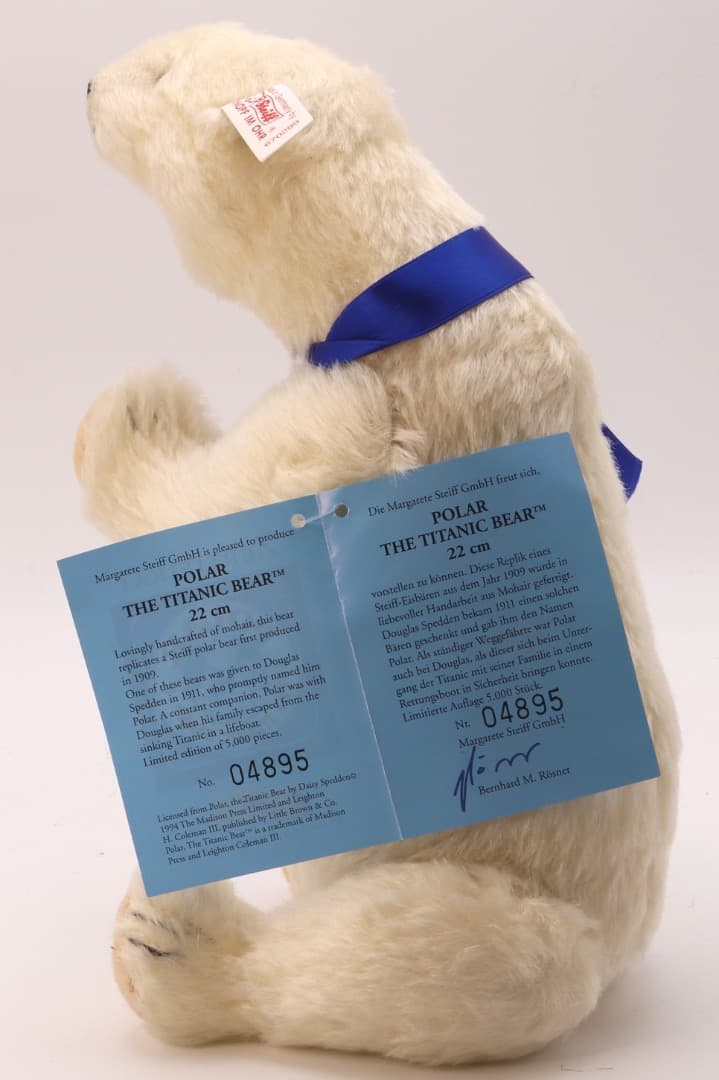 Steiff
KNOPF IM OHR
670390
Margarete Steiff GmbH is pleased to produce
POLAR
THE TITANIC BEAR™
22 cm
Lovingly handcrafted of mohair, this bear
replicates a Steiff polar bear first produced
in 1909.
One of these bears was given to Douglas
Spedden in 1911, who promptly named him
Polar. A constant companion, Polar was with
Douglas when his family escaped from the
sinking Titanic in a lifeboat.
Limited edition of 5,000 pieces.
No. 04895
Licensed from Polar, the Titanic Bear by Daisy Spedden©
1994 The Madison Press Limited and Leighton
H. Coleman III, published by Little Brown & Co.
Polar, The Titanic Bear™ is a trademark of Madison
Press and Leighton Coleman III.
Die Margarete Steiff GmbH freut sich,
POLAR
THE TITANIC BEAR™
22 cm
vorstellen zu können. Diese Replik eines
Steiff-Eisbären aus dem Jahr 1909 wurde in
liebevoller Handarbeit aus Mohair gefertigt.
Douglas Spedden bekam 1911 einen solchen
Bären geschenkt und gab ihm den Namen
Polar. Als ständiger Weggefährte war Polar
auch bei Douglas, als dieser sich beim Unter-
gang der Titanic mit seiner Familie in einem
Rettungsboot in Sicherheit bringen konnte.
Limitierte Auflage 5.000 Stück.
Nr. 04895
Margarete Steiff GmbH
Bernhard M. Rösner